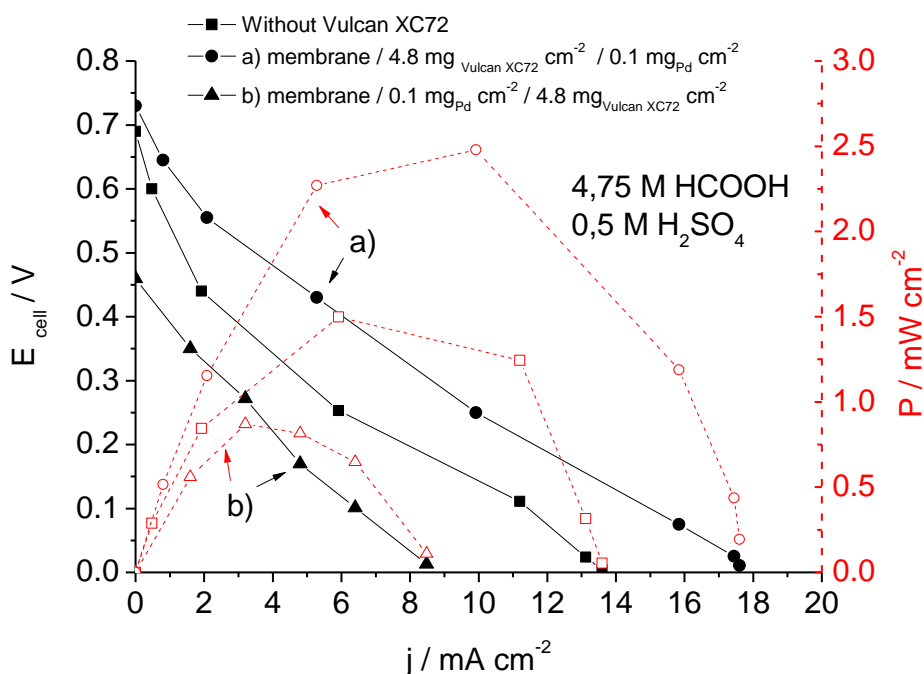 Without Vulcan XC72
a) membrane / 4.8 mg Vulcan XC72 cm-2 / 0.1 mgPd cm-2
b) membrane / 0.1 mgPd cm-2 / 4.8 mgVulcan XC72 cm-2
0.8
0.7
0.6
0.5
0.4
0.3
0.2
0.1
0.0
E cell / V
3.0
2.5
2.0
1.5
1.0
0.5
0.0
P / mW cm-2
4,75 M HCOOH
0,5 M H2SO4
a)
b)
0 2 4 6 8 10 12 14 16 18 20
j / mA cm-2